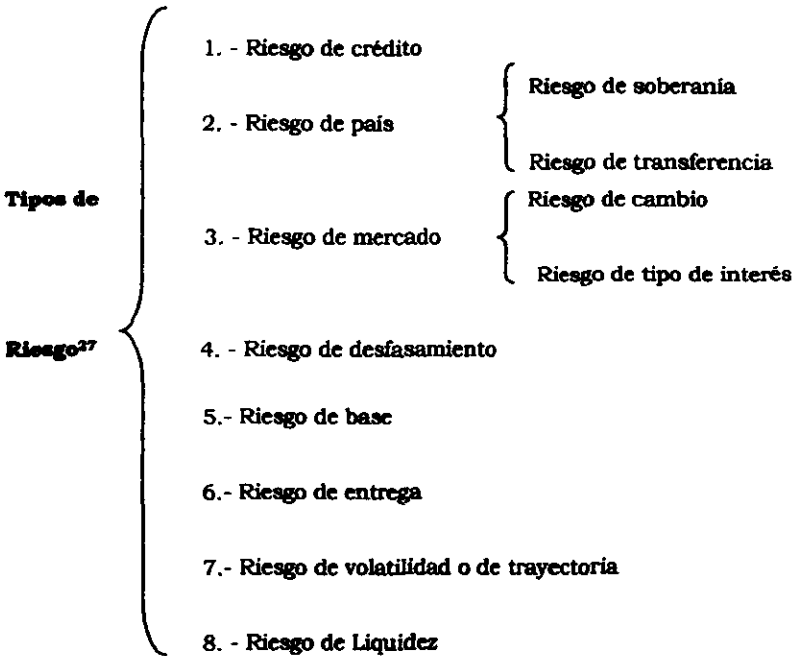 1. - Riesgo de crédito
Riesgo de soberanía
2. - Riesgo de país
Riesgo de transferencia
Tipos de
Riesgo de cambio
3. - Riesgo de mercado
Riesgo de tipo de interés
Riesgo²⁷
4. - Riesgo de desfasamiento
5.- Riesgo de base
6.- Riesgo de entrega
7.- Riesgo de volatilidad o de trayectoria
8. - Riesgo de Liquidez